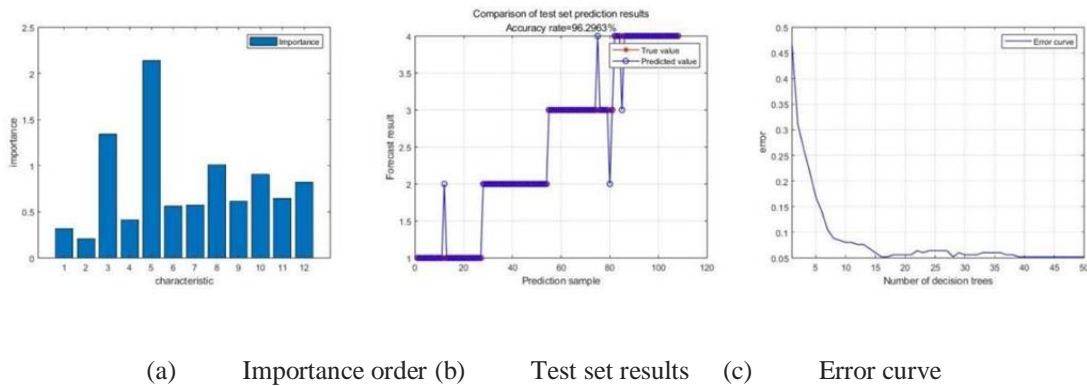 2.5
2
1.5
1
0.5
0
importance
Importance
1 2 3 4 5 6 7 8 9 10 11 12
characteristic
Comparison of test set prediction results
Accuracy rate=96.2963%
4
3.5
3
2.5
2
1.5
1
Forecast result
True value
Predicted value
0 20 40 60 80 100 120
Prediction sample
0.5
0.45
0.4
0.35
0.3
0.25
0.2
0.15
0.1
0.05
error
Error curve
5 10 15 20 25 30 35 40 45 50
Number of decision trees
(a) Importance order (b) Test set results (c) Error curve